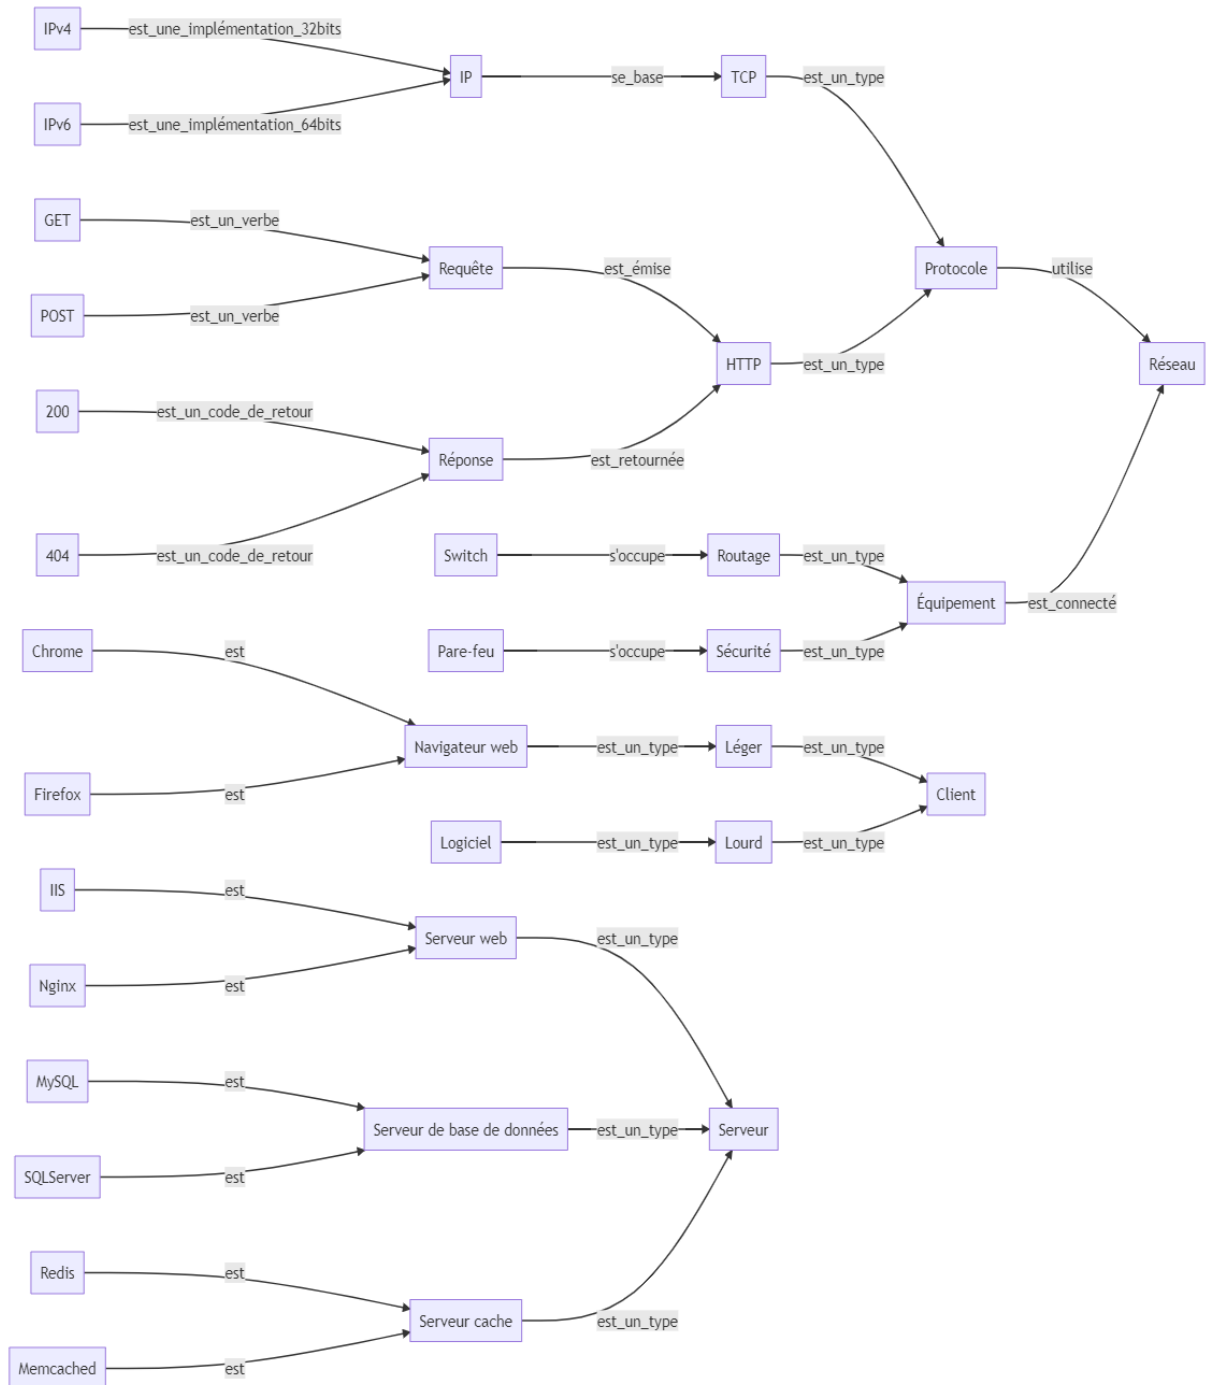 IPv4 est_une_implémentation_32bits
IP se_base TCP est_un_type
IPv6 est_une_implémentation_64bits
GET est_un_verbe
Requête est_émise Protocole utilise
POST est_un_verbe
HTTP est_un_type Réseau
200 est_un_code_de_retour
Réponse est_retournée
404 est_un_code_de_retour Switch s'occupe Routage est_un_type
Équipement est_connecté
Chrome est Pare-feu s'occupe Sécurité est_un_type
Navigateur web est_un_type Léger est_un_type
Firefox est Client
Logiciel est_un_type Lourd est_un_type
IIS est
Serveur web est_un_type
Nginx est
MySQL est
Serveur de base de données est_un_type Serveur
SQLServer est
Redis est
Serveur cache est_un_type
Memcached est